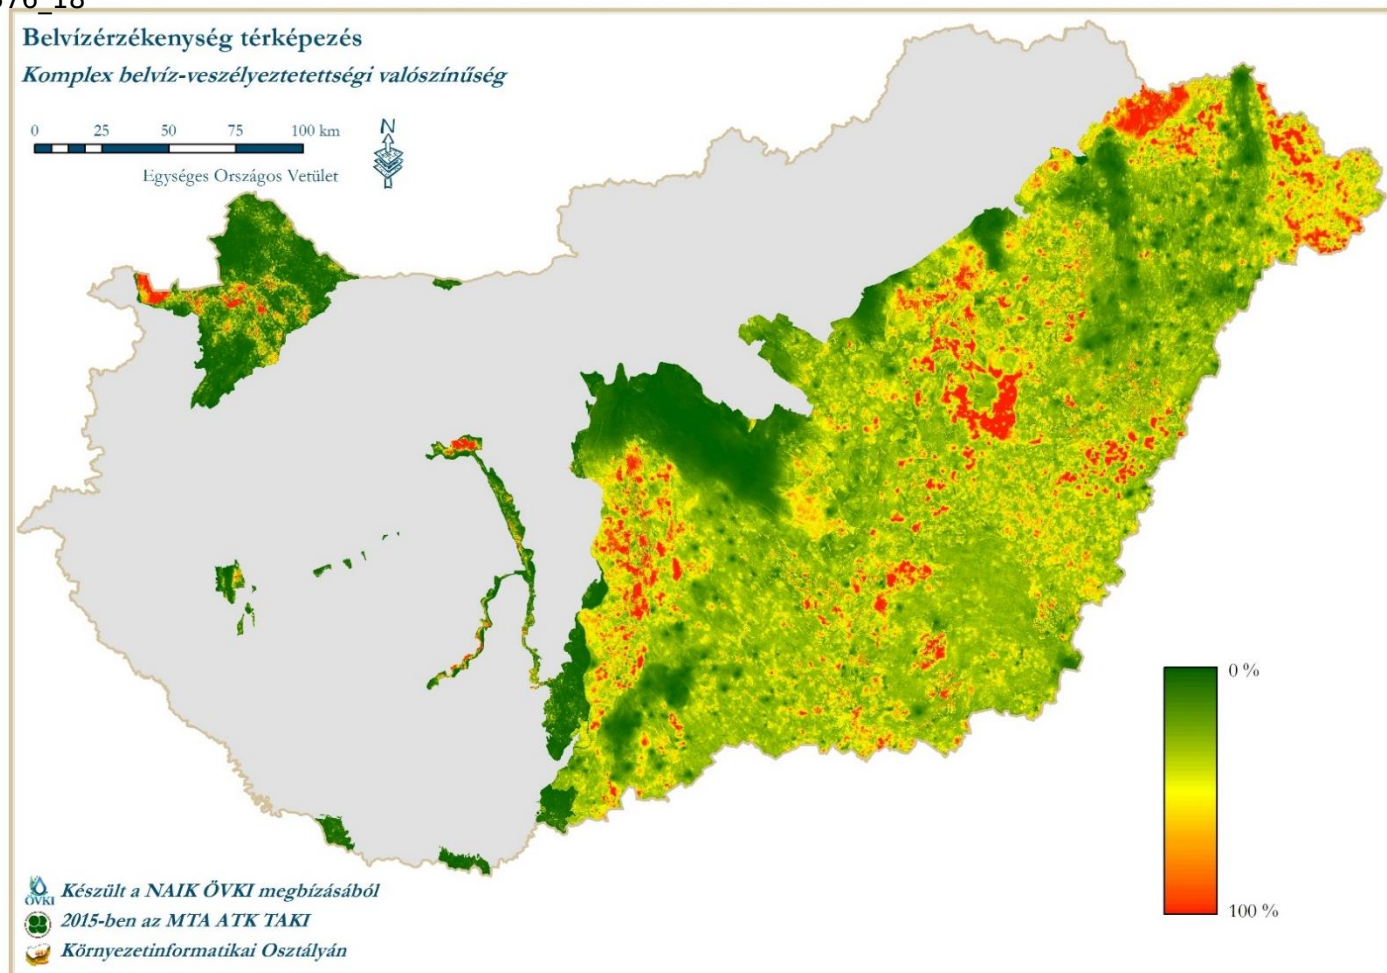 Belvízérzékenység térképezés
Komplex belvíz-veszélyeztetettségi valószínűség
0 25 50 75 100 km
N
Egységes Országos Vetület
0 %
100 %
ÖVKI
Készült a NAIK ÖVKI megbízásából
2015-ben az MTA ATK TAKI
Környezetinformatikai Osztályán